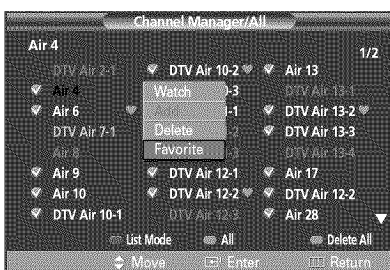 Channel Manager/All
Air 4
1/2
DTV Air 2-1
DTV Air 10-2
Air 13
Air 4
-3
DTV Air 13-1
Air 6
-1
DTV Air 13-2
DTV Air 7-1
-2
DTV Air 13-3
Air 8
DTV Air 13-4
Watch
Delete
Favorite
Air 9
DTV Air 12-1
Air 17
Air 10
DTV Air 12-2
DTV Air 12-2
DTV Air 10-1
DTV Air 12-3
Air 28
List Mode
All
Delete All
Move
Enter
Return